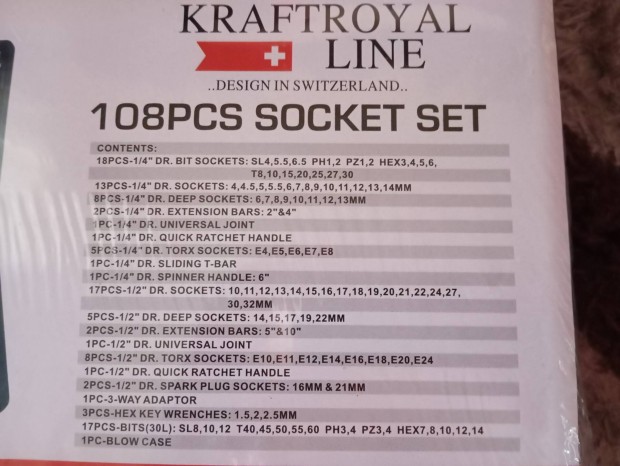 KRAFTROYAL
LINE
..DESIGN IN SWITZERLAND..
108PCS SOCKET SET
CONTENTS:
18PCS-1/4" DR. BIT SOCKETS: SL4,5.5,6.5 PH1,2 PZ1,2 HEX3,4,5,6,
T8,10,15,20,25,27,30
13PCS-1/4" DR. SOCKETS: 4,4.5,5,5.5,6,7,8,9,10,11,12,13,14MM
8PCS-1/4" DR. DEEP SOCKETS: 6,7,8,9,10,11,12,13MM
2PCS-1/4" DR. EXTENSION BARS: 2"&4"
1PC-1/4" DR. UNIVERSAL JOINT
1PC-1/4" DR. QUICK RATCHET HANDLE
5PCS-1/4" DR. TORX SOCKETS: E4,E5,E6,E7,E8
1PC-1/4" DR. SLIDING T-BAR
1PC-1/4" DR. SPINNER HANDLE: 6"
17PCS-1/2" DR. SOCKETS: 10,11,12,13,14,15,16,17,18,19,20,21,22,24,27,
30,32MM
5PCS-1/2" DR. DEEP SOCKETS: 14,15,17,19,22MM
2PCS-1/2" DR. EXTENSION BARS: 5"&10"
1PC-1/2" DR. UNIVERSAL JOINT
8PCS-1/2" DR. TORX SOCKETS: E10,E11,E12,E14,E16,E18,E20,E24
1PC-1/2" DR. QUICK RATCHET HANDLE
2PCS-1/2" DR. SPARK PLUG SOCKETS: 16MM & 21MM
1PC-3-WAY ADAPTOR
3PCS-HEX KEY WRENCHES: 1.5,2,2.5MM
17PCS-BITS(30L): SL8,10,12 T40,45,50,55,60 PH3,4 PZ3,4 HEX7,8,10,12,14
1PC-BLOW CASE